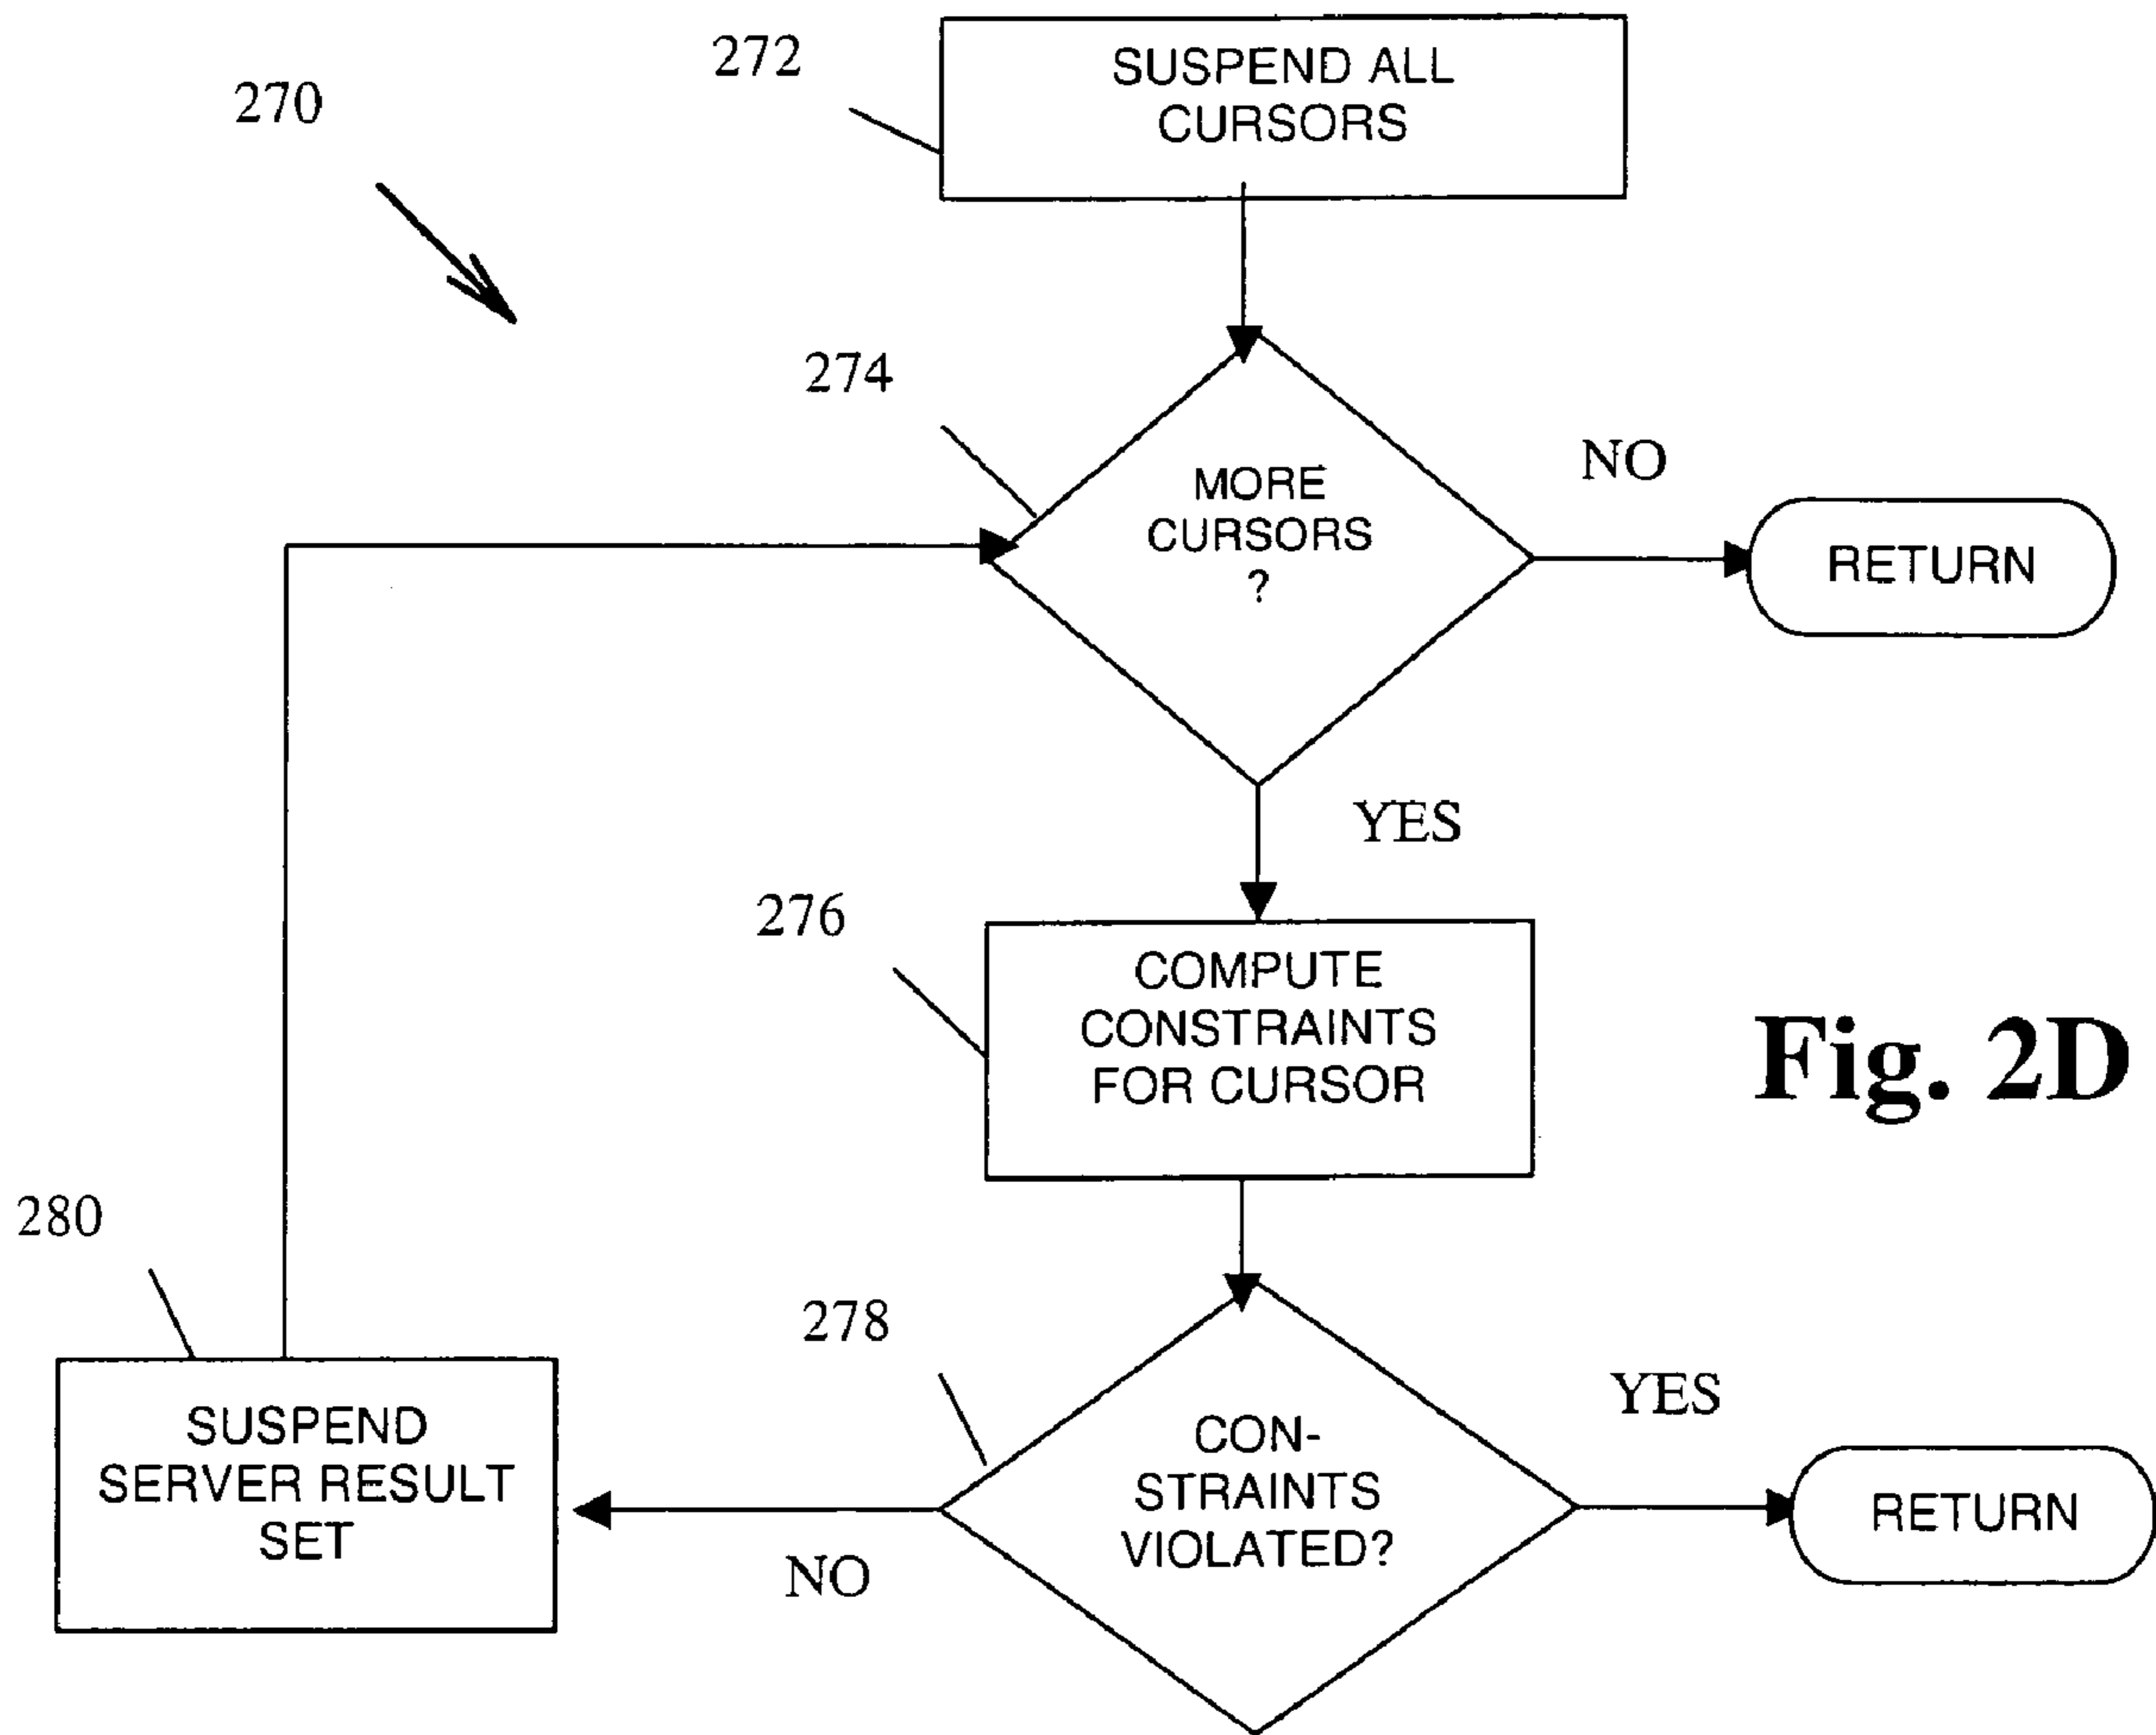 272
SUSPEND ALL
CURSORS
270
274
MORE
CURSORS
?
NO
RETURN
YES
276
COMPUTE
CONSTRAINTS
FOR CURSOR
Fig. 2D
280
SUSPEND
SERVER RESULT
SET
278
CON-
STRAINTS
VIOLATED?
YES
RETURN
NO